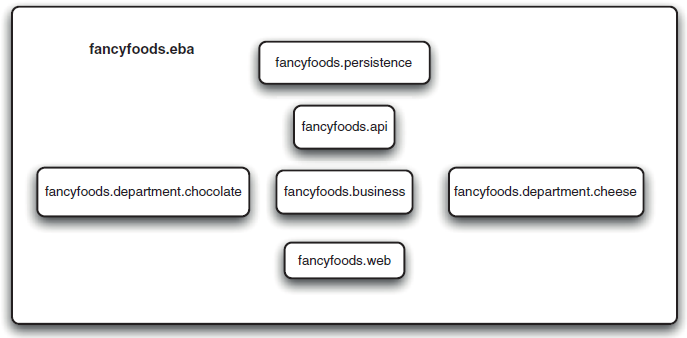 fancyfoods.eba
fancyfoods.persistence
fancyfoods.api
fancyfoods.department.chocolate
fancyfoods.business
fancyfoods.department.cheese
fancyfoods.web